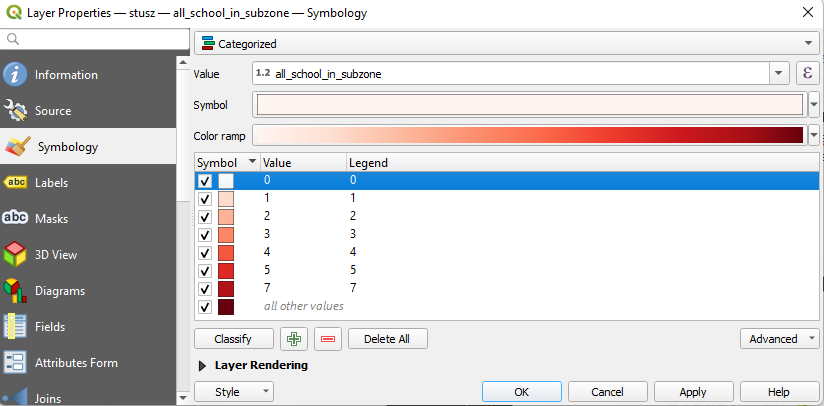 Layer Properties — stusz — all_school_in_subzone — Symbology
Categorized
Information
Source
Symbology
Labels
abc
Masks
abc
3D View
Diagrams
Fields
Attributes Form
Joins
Value 1.2 all_school_in_subzone ε
Symbol
Color ramp
Symbol Value Legend
0 0
1 1
2 2
3 3
4 4
5 5
7 7
all other values
Classify Delete All Advanced
Layer Rendering
Style OK Cancel Apply Help